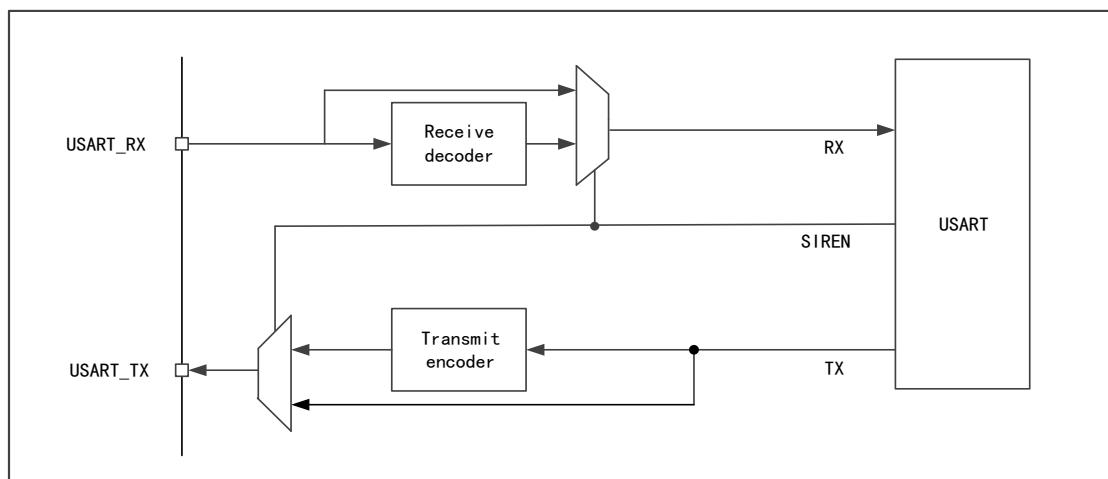 Receive
decoder
USART_RX
RX
SIREN
USART
Transmit
encoder
USART_TX
TX